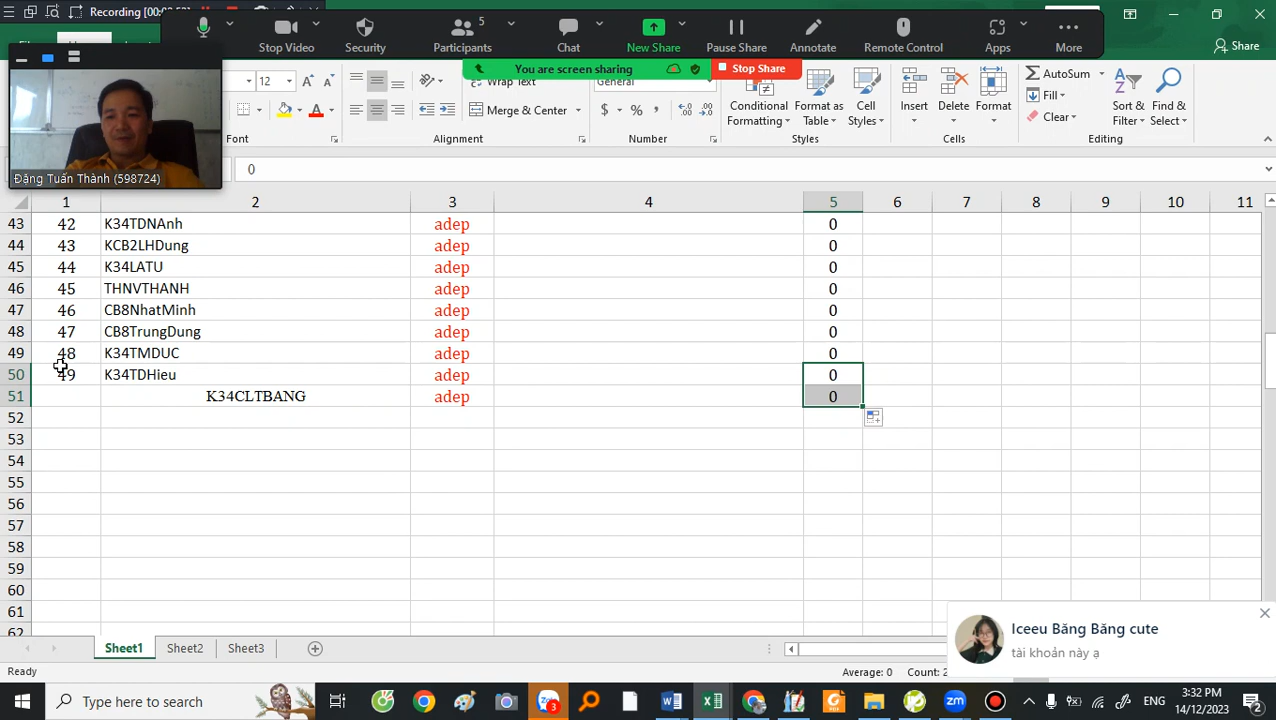 Recording
5
Stop Video
Security
Participants
Chat
New Share
Pause Share
Annotate
Remote Control
Apps
More
You are screen sharing
Stop Share
Share
12
Wrap Text
General
Merge & Center
Conditional Formatting
Format as Table
Cell Styles
Insert
Delete
Format
AutoSum
Fill
Clear
Sort & Filter
Find & Select
Font
Alignment
Number
Styles
Cells
Editing
Đặng Tuấn Thành (598724)
0
1 2 3 4 5 6 7 8 9 10 11
43 42 K34TDNAnh adep 0
44 43 KCB2LHDung adep 0
45 44 K34LATU adep 0
46 45 THNVTHANH adep 0
47 46 CB8NhatMinh adep 0
48 47 CB8TrungDung adep 0
49 48 K34TMDUC adep 0
50 49 K34TDHieu adep 0
51 K34CLTBANG adep 0
52
53
54
55
56
57
58
59
60
61
62
Iceeu Băng Băng cute
tài khoản này ạ
Sheet1 Sheet2 Sheet3
Ready
Average: 0
Type here to search
3
ENG
3:32 PM
14/12/2023
2